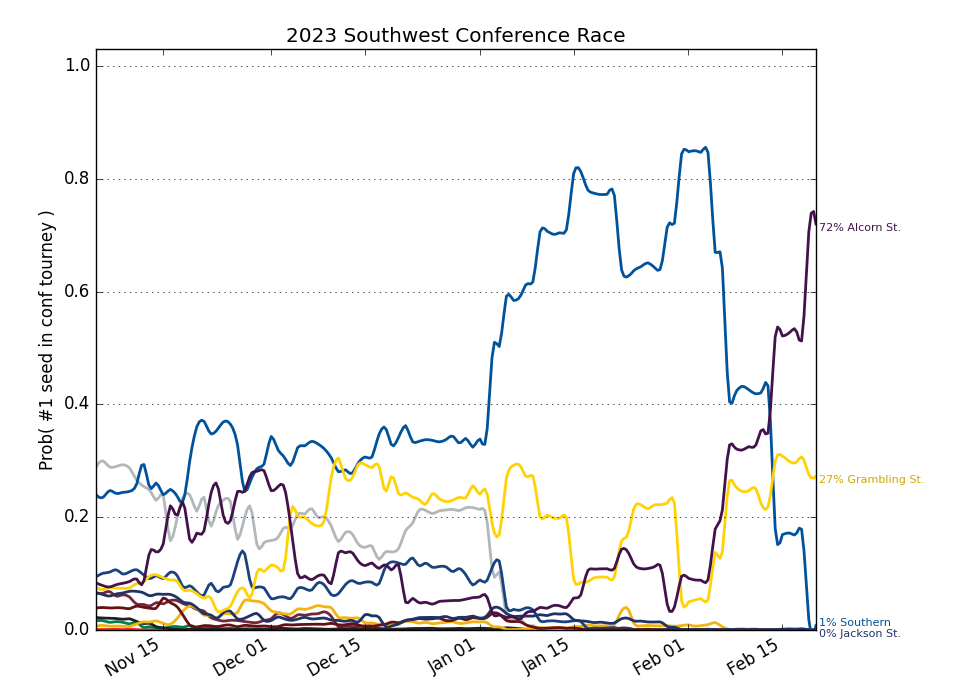 2023 Southwest Conference Race
Prob( #1 seed in conf tourney )
1.0
0.8
0.6
0.4
0.2
0.0
72% Alcorn St.
27% Grambling St.
1% Southern
0% Jackson St.
Nov 15
Dec 01
Dec 15
Jan 01
Jan 15
Feb 01
Feb 15